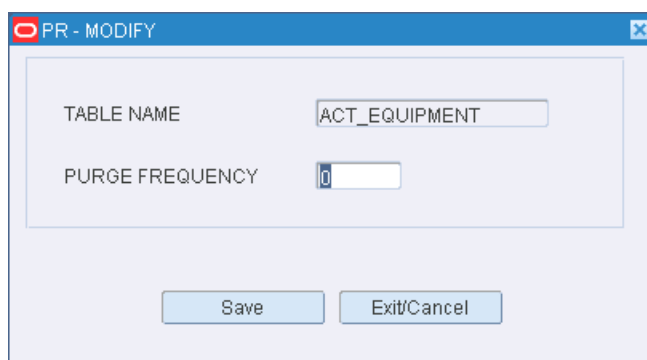 PR - MODIFY
TABLE NAME ACT_EQUIPMENT
PURGE FREQUENCY 0
Save Exit/Cancel